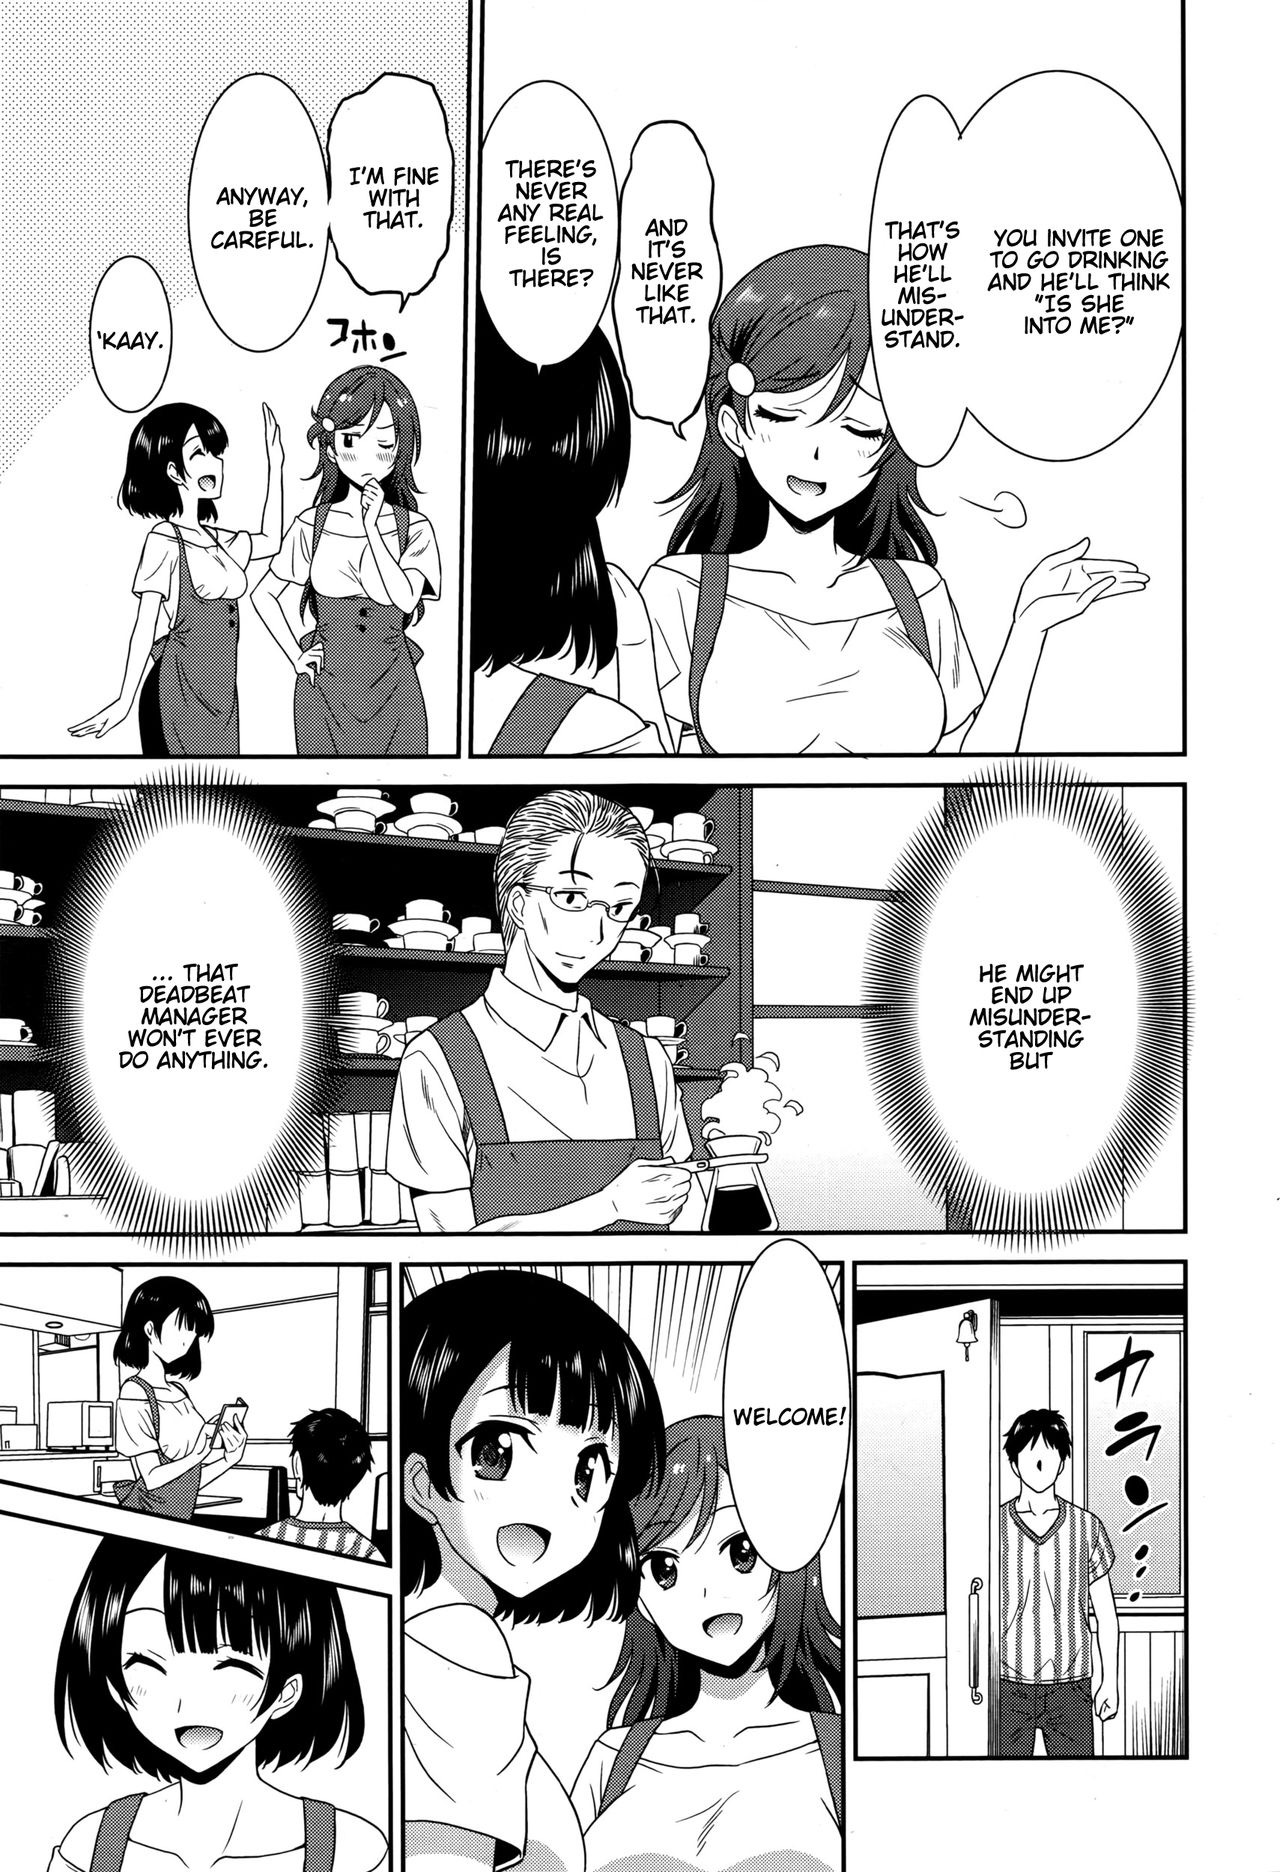 YOU INVITE ONE
TO GO DRINKING
AND HE'LL THINK
"IS SHE
INTO ME?"
THAT'S
HOW
HE'LL
MIS-
UNDER-
STAND.
AND
IT'S
NEVER
LIKE
THAT.
THERE'S
NEVER
ANY REAL
FEELING,
IS
THERE?
I'M FINE
WITH
THAT.
コホン
ANYWAY,
BE
CAREFUL.
'KAAY.
HE MIGHT
END UP
MISUNDER-
STANDING
BUT
... THAT
DEADBEAT
MANAGER
WON'T EVER
DO ANYTHING.
カラン...
WELCOME!